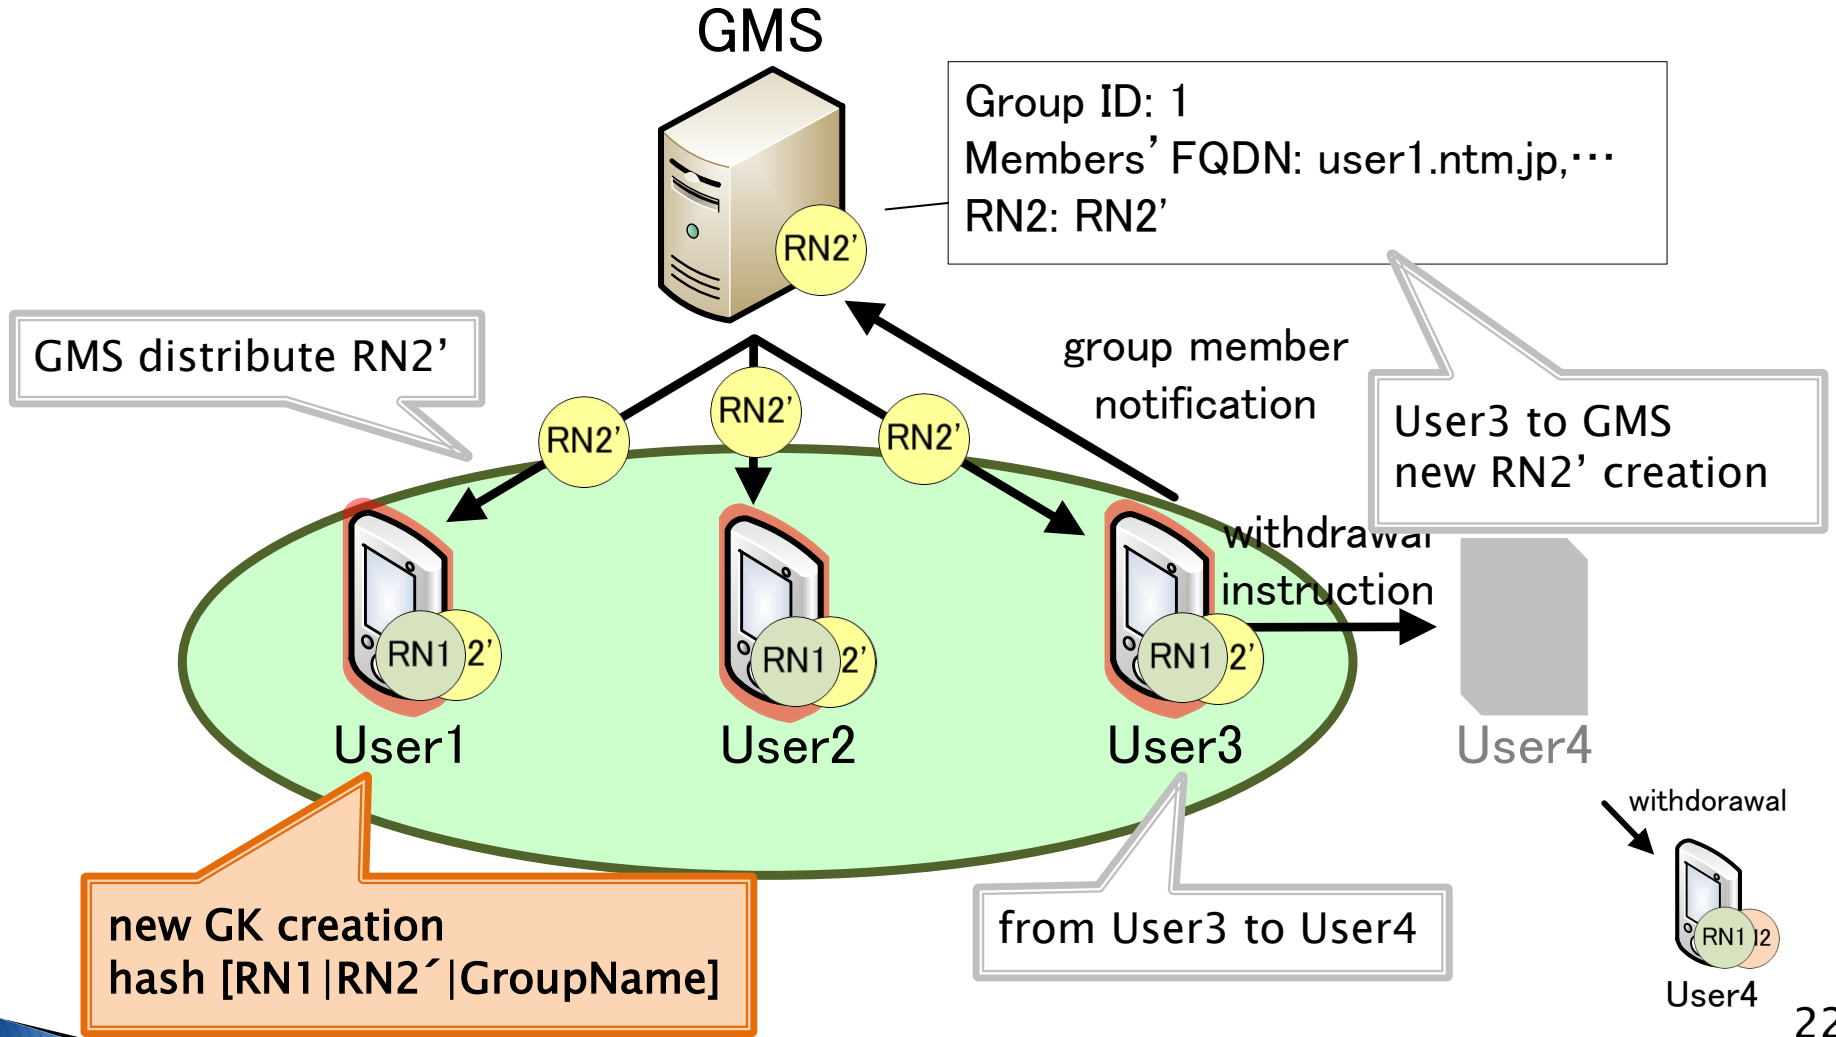 GMS
Group ID: 1
Members’ FQDN: user1.ntm.jp,…
RN2: RN2’
RN2’
GMS distribute RN2’
group member
notification
User3 to GMS
new RN2’ creation
RN2’
RN2’
RN2’
withdrawal
instruction
RN1 2’
RN1 2’
RN1 2’
User1
User2
User3
User4
withdorawal
new GK creation
hash [RN1|RN2´|GroupName]
from User3 to User4
RN1 N2
User4
22